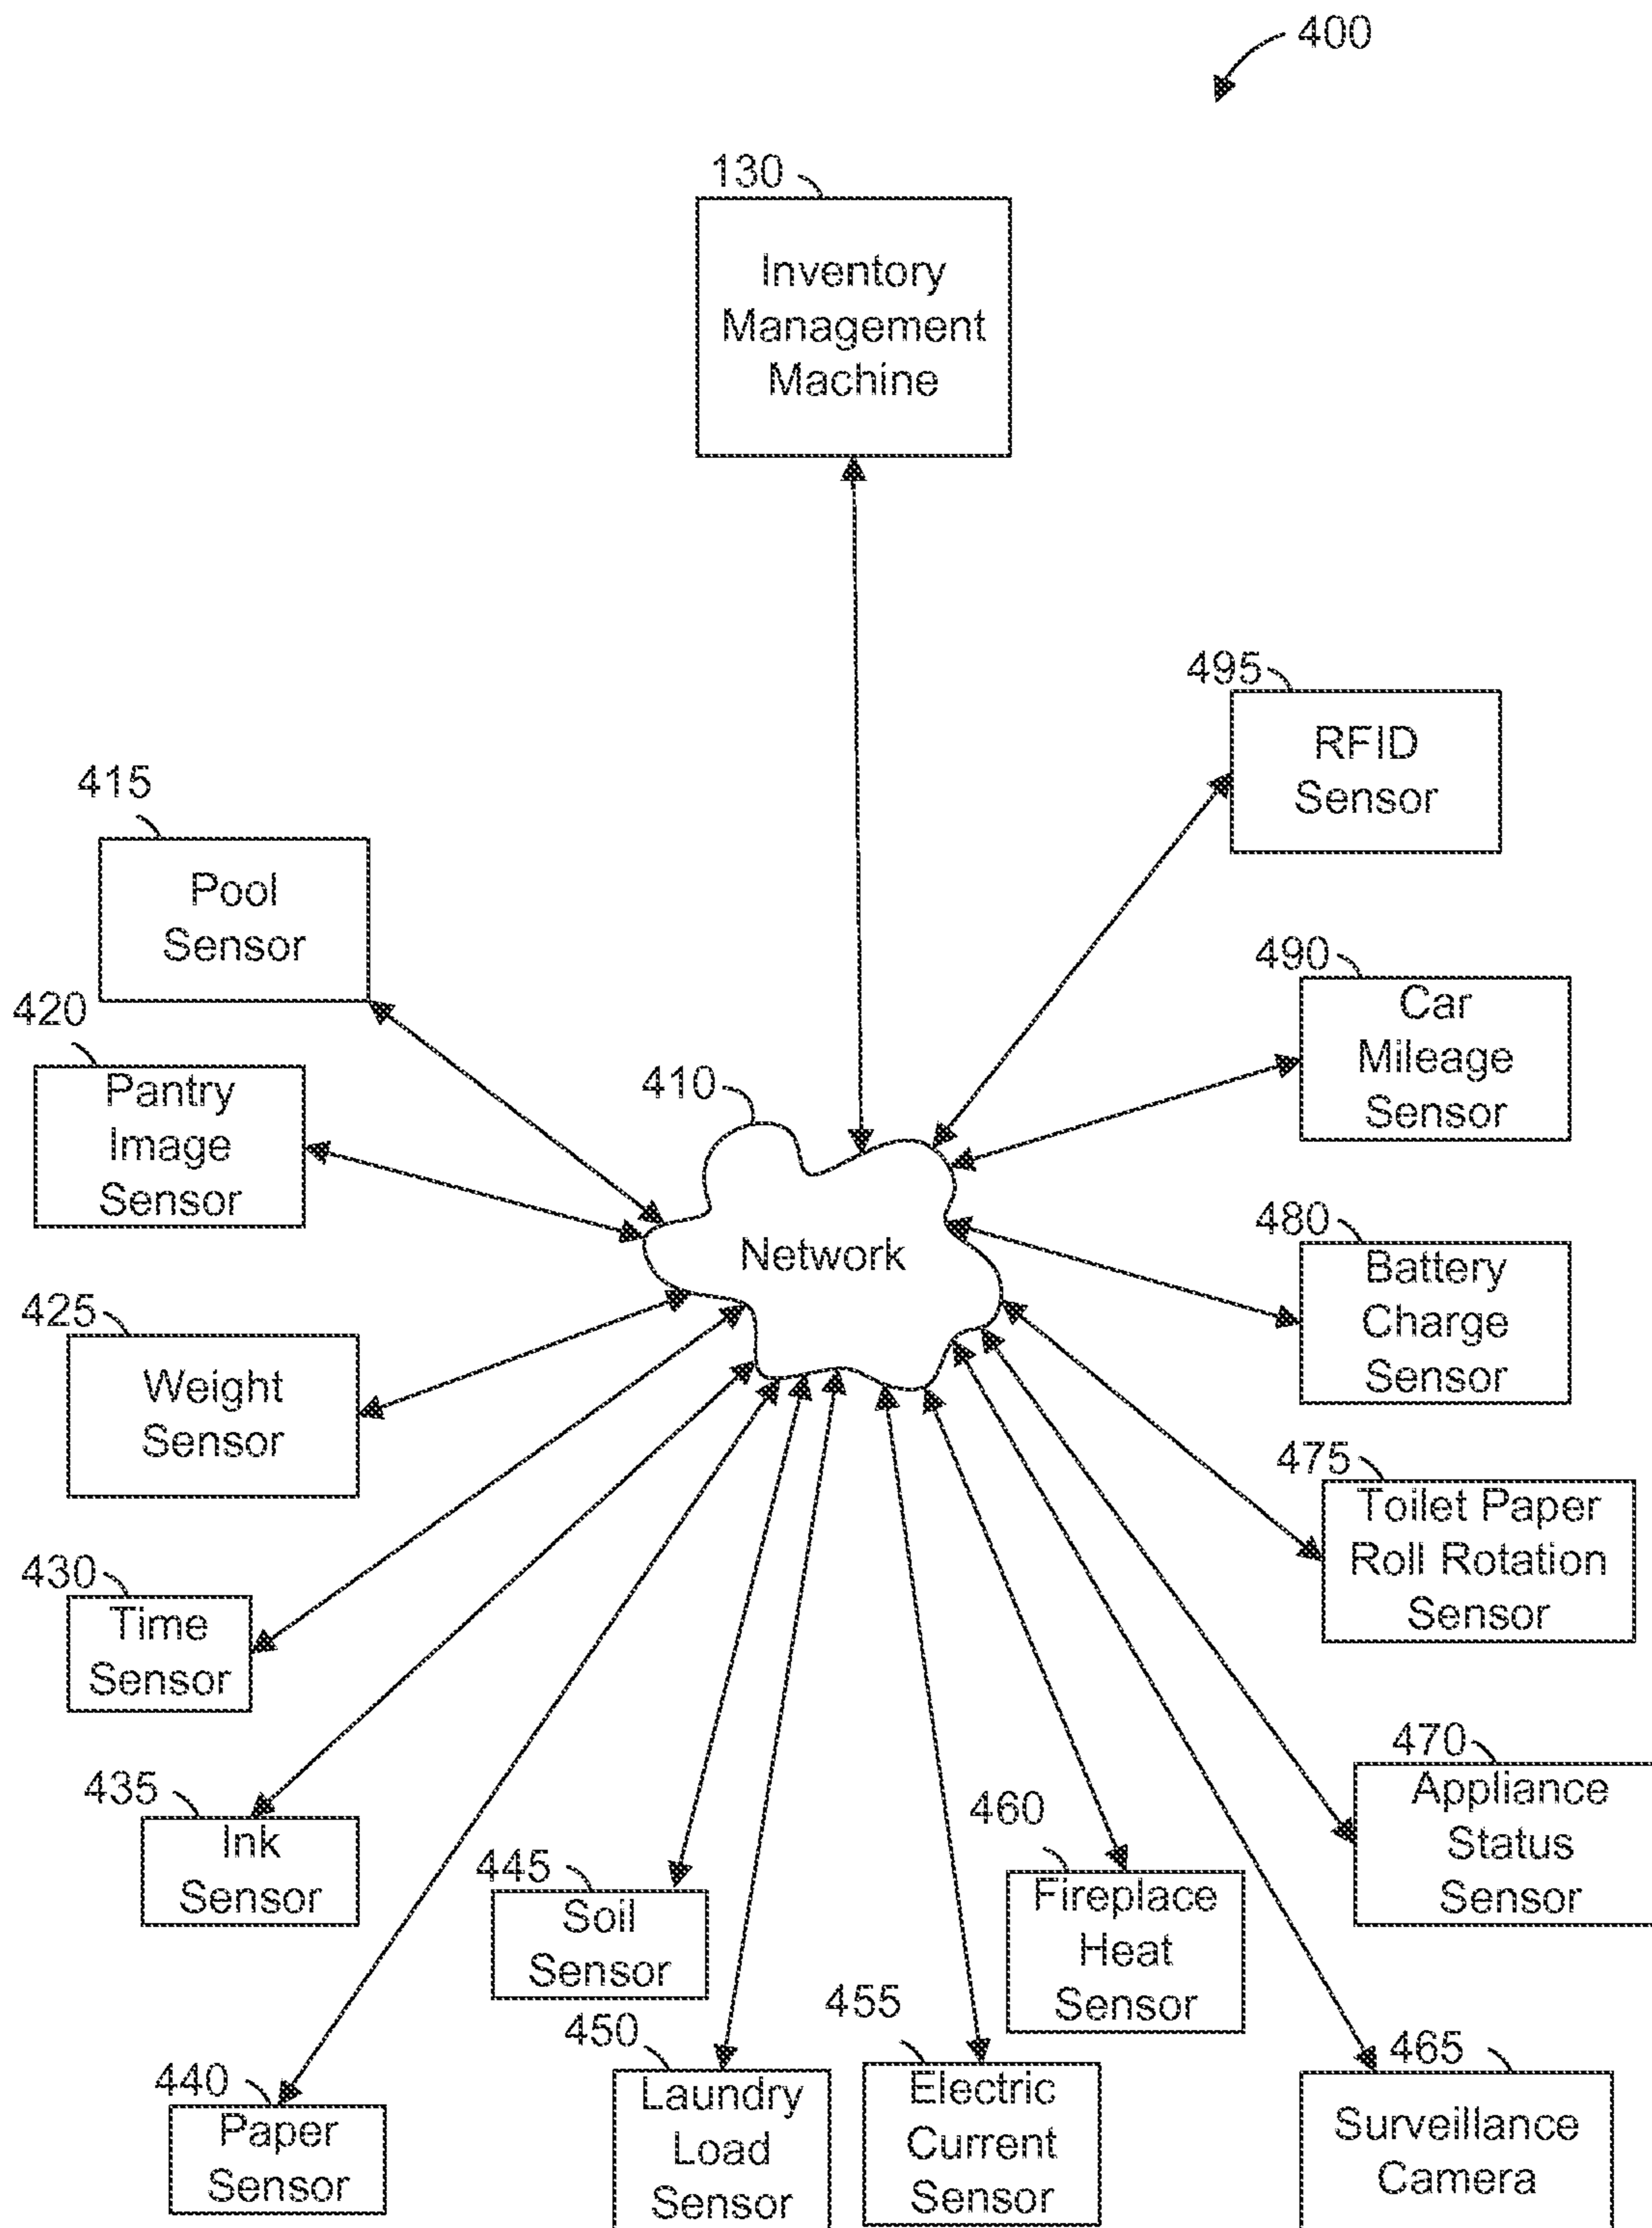 400
130
Inventory
Management
Machine
495
RFID
Sensor
415
Pool
Sensor
490
Car
Mileage
Sensor
420
Pantry
Image
Sensor
410
Network
480
Battery
Charge
Sensor
425
Weight
Sensor
475
Toilet Paper
Roll Rotation
Sensor
430
Time
Sensor
470
Appliance
Status
Sensor
435
Ink
Sensor
460
Fireplace
Heat
Sensor
445
Soil
Sensor
440
Paper
Sensor
450
Laundry
Load
Sensor
455
Electric
Current
Sensor
465
Surveillance
Camera